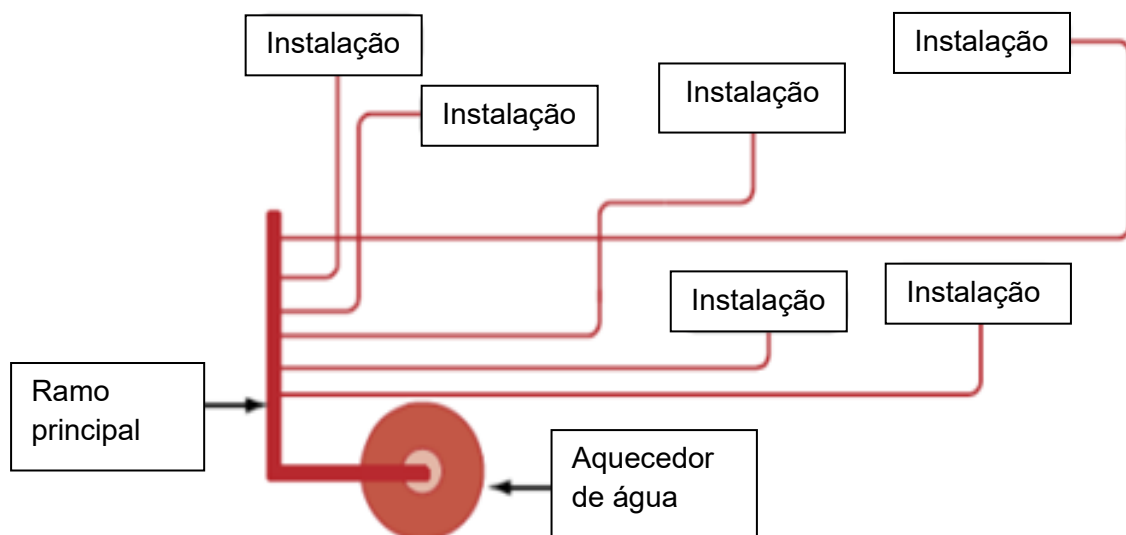 Instalação
Instalação
Instalação
Instalação
Instalação
Instalação
Ramo
principal
Aquecedor
de água